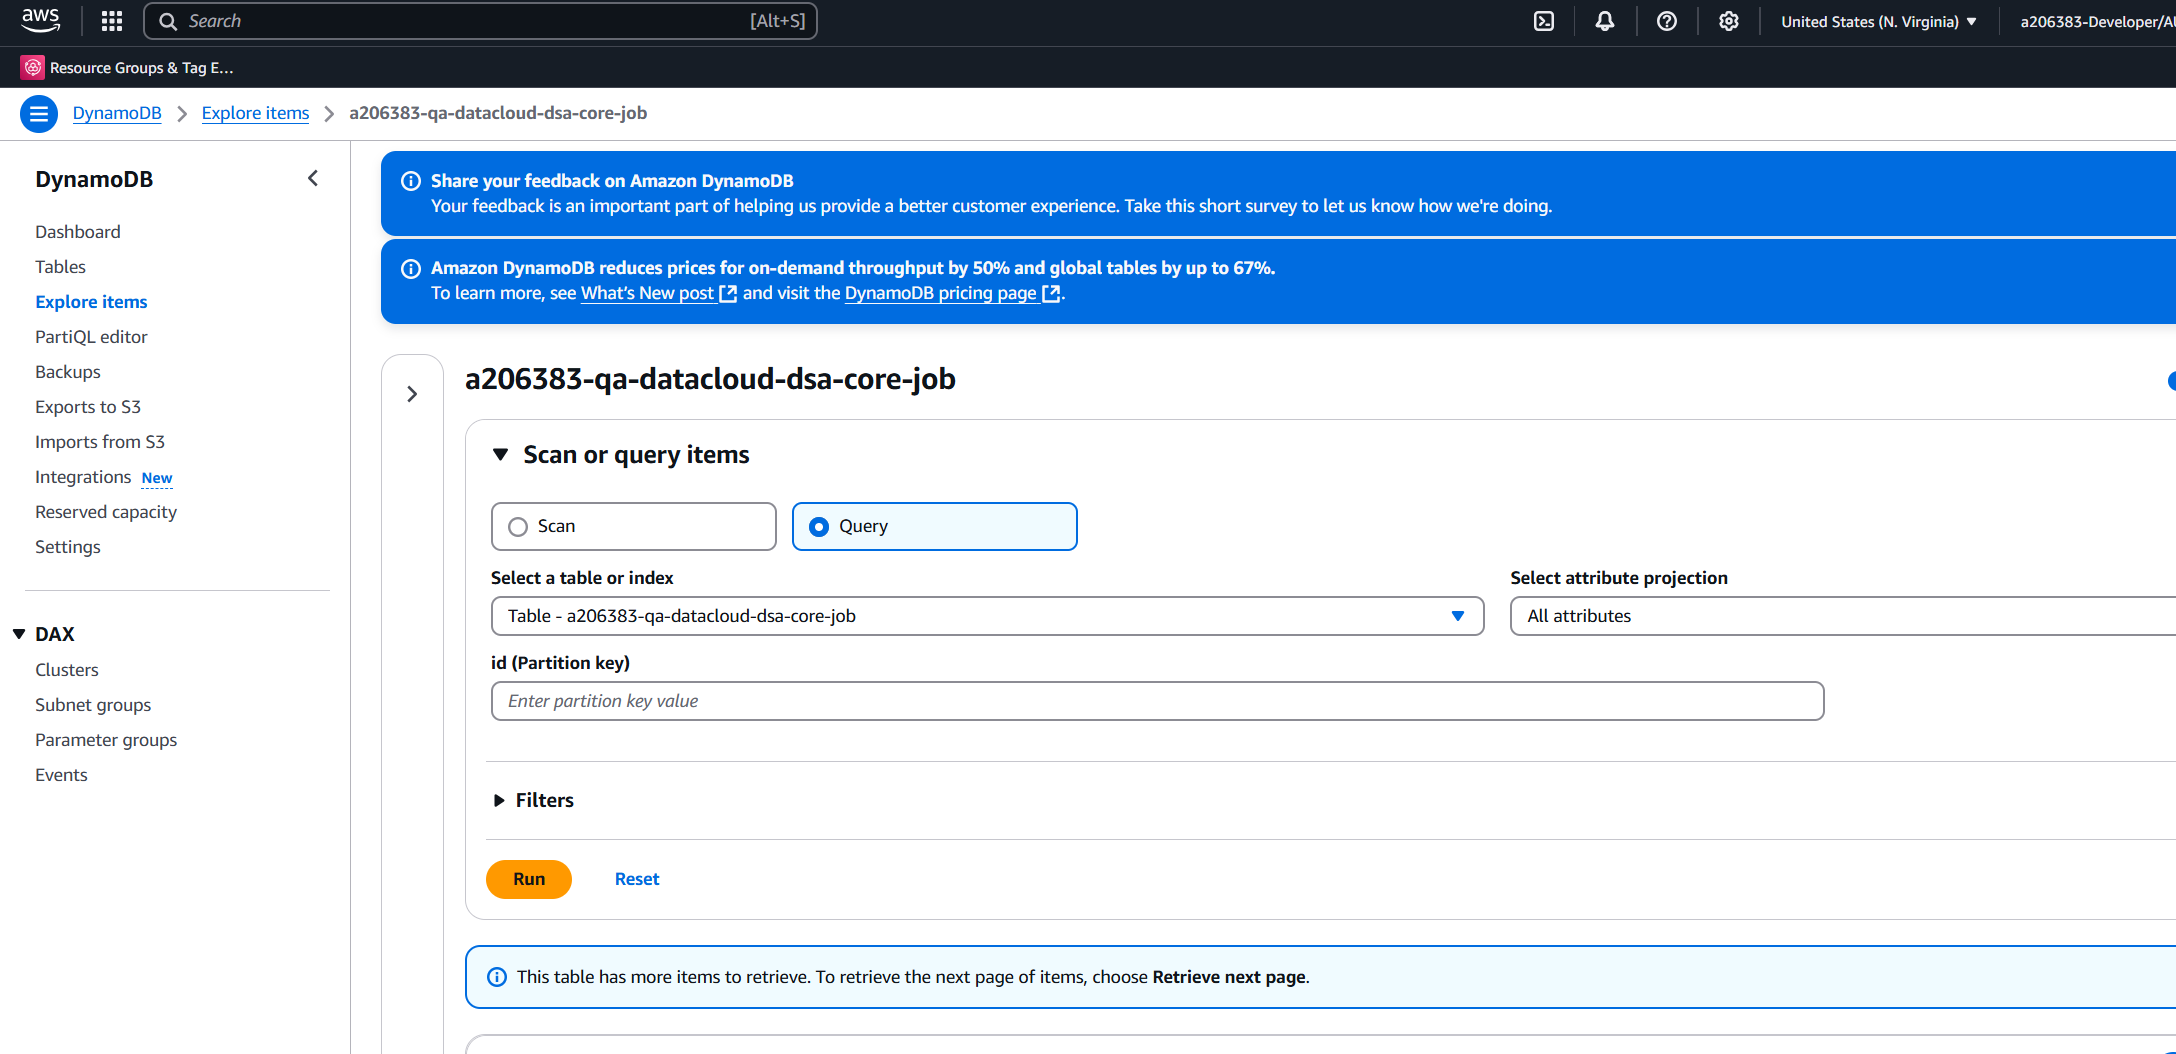 aws
Search
[Alt+S]
United States (N. Virginia)
a206383-Developer/
Resource Groups & Tag E...
DynamoDB
Explore items
a206383-qa-datacloud-dsa-core-job
DynamoDB
Dashboard
Tables
Explore items
PartiQL editor
Backups
Exports to S3
Imports from S3
Integrations New
Reserved capacity
Settings
DAX
Clusters
Subnet groups
Parameter groups
Events
Share your feedback on Amazon DynamoDB
Your feedback is an important part of helping us provide a better customer experience. Take this short survey to let us know how we're doing.
Amazon DynamoDB reduces prices for on-demand throughput by 50% and global tables by up to 67%.
To learn more, see What's New post and visit the DynamoDB pricing page.
a206383-qa-datacloud-dsa-core-job
Scan or query items
Scan
Query
Select a table or index
Table - a206383-qa-datacloud-dsa-core-job
Select attribute projection
All attributes
id (Partition key)
Enter partition key value
Filters
Run
Reset
This table has more items to retrieve. To retrieve the next page of items, choose Retrieve next page.